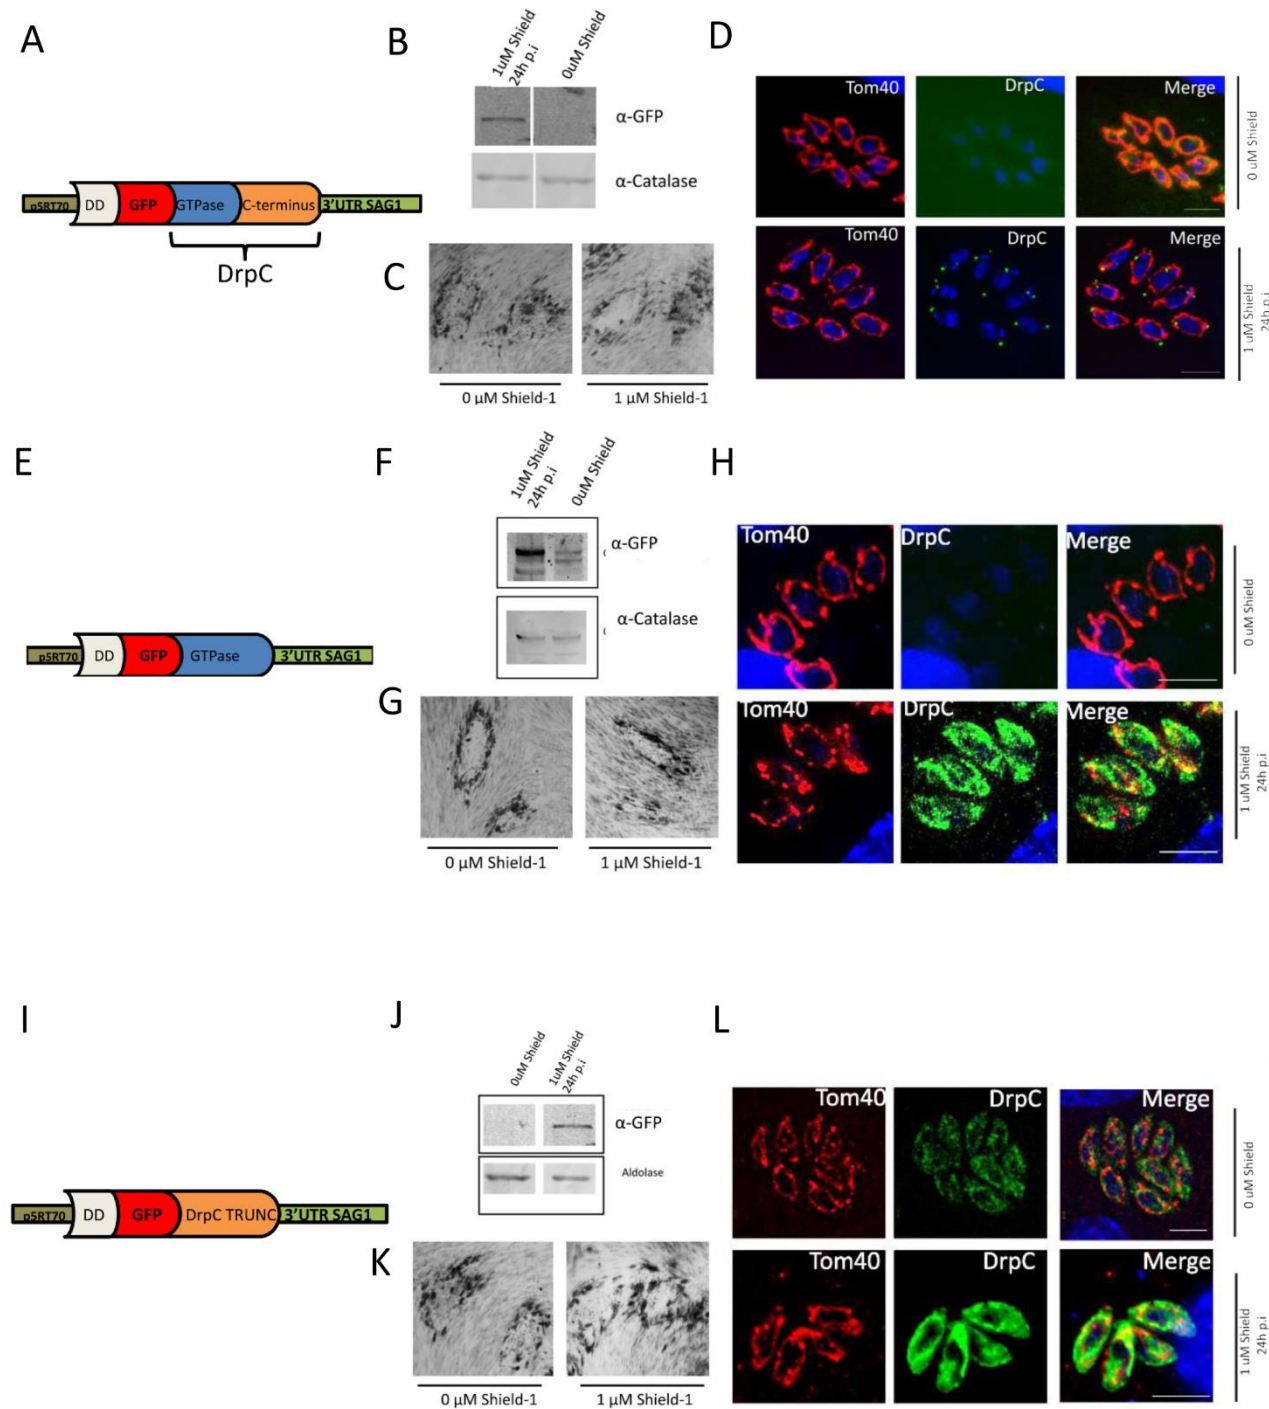 A
p5RT70 DD GFP GTPase C-terminus 3'UTR SAG1
DrpC
B
1uM Shield
24h p.i
0uM Shield
α-GFP
α-Catalase
C
0 µM Shield-1
1 µM Shield-1
D
Tom40 DrpC Merge
0 uM Shield
Tom40 DrpC Merge
1 uM Shield
24h p.i
E
p5RT70 DD GFP GTPase 3'UTR SAG1
F
1uM Shield
24h p.i
0uM Shield
α-GFP
α-Catalase
G
0 µM Shield-1
1 µM Shield-1
H
Tom40 DrpC Merge
0 uM Shield
Tom40 DrpC Merge
1 uM Shield
24h p.i
I
p5RT70 DD GFP DrpC TRUNC 3'UTR SAG1
J
0uM Shield
1uM Shield
24h p.i
α-GFP
Aldolase
K
0 µM Shield-1
1 µM Shield-1
L
Tom40 DrpC Merge
0 uM Shield
Tom40 DrpC Merge
1 uM Shield
24h p.i